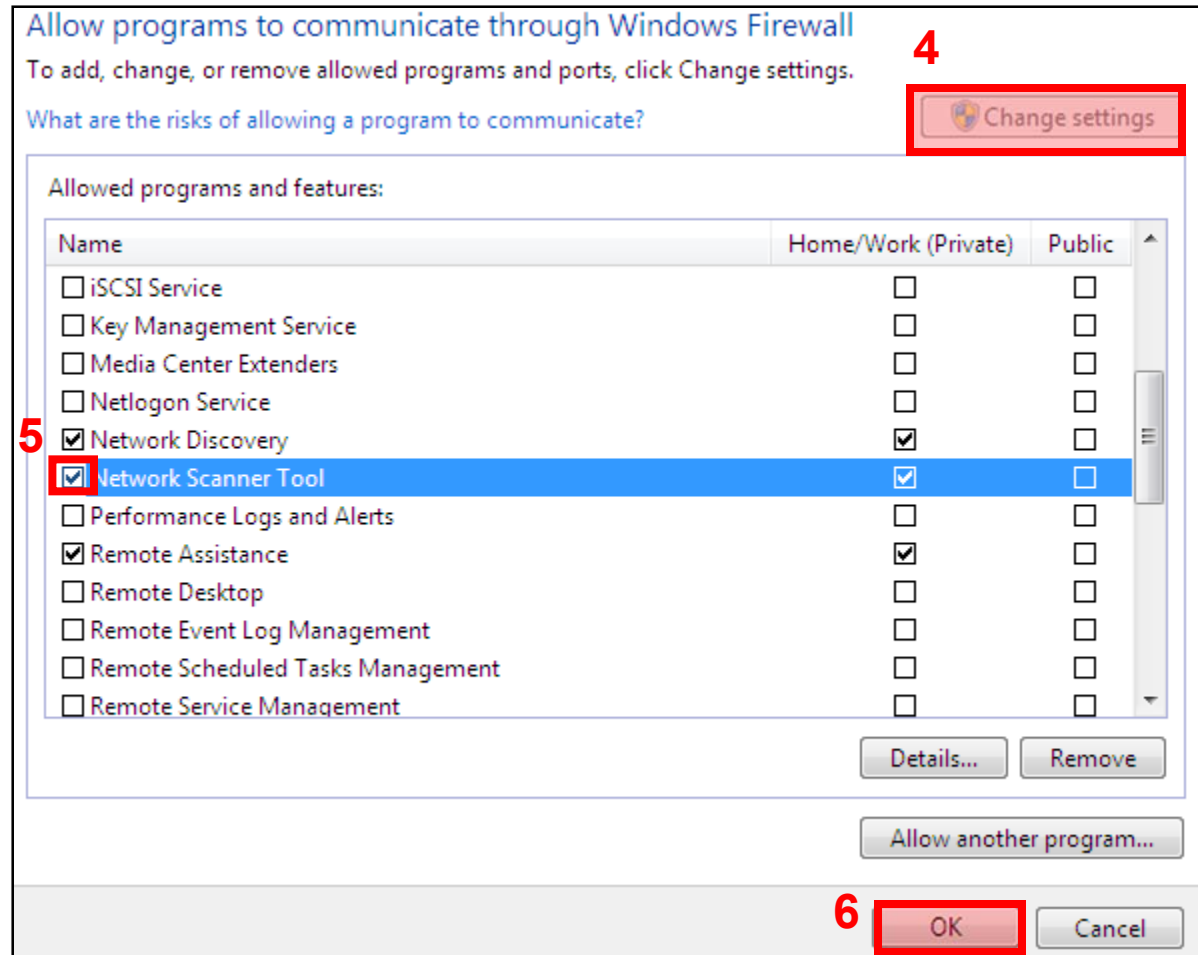 Allow programs to communicate through Windows Firewall
4
To add, change, or remove allowed programs and ports, click Change settings.
What are the risks of allowing a program to communicate?
Change settings
Allowed programs and features:
Name Home/Work (Private) Public
iSCSI Service
Key Management Service
Media Center Extenders
Netlogon Service
5 Network Discovery
Network Scanner Tool
Performance Logs and Alerts
Remote Assistance
Remote Desktop
Remote Event Log Management
Remote Scheduled Tasks Management
Remote Service Management
Details... Remove
Allow another program...
6 OK Cancel